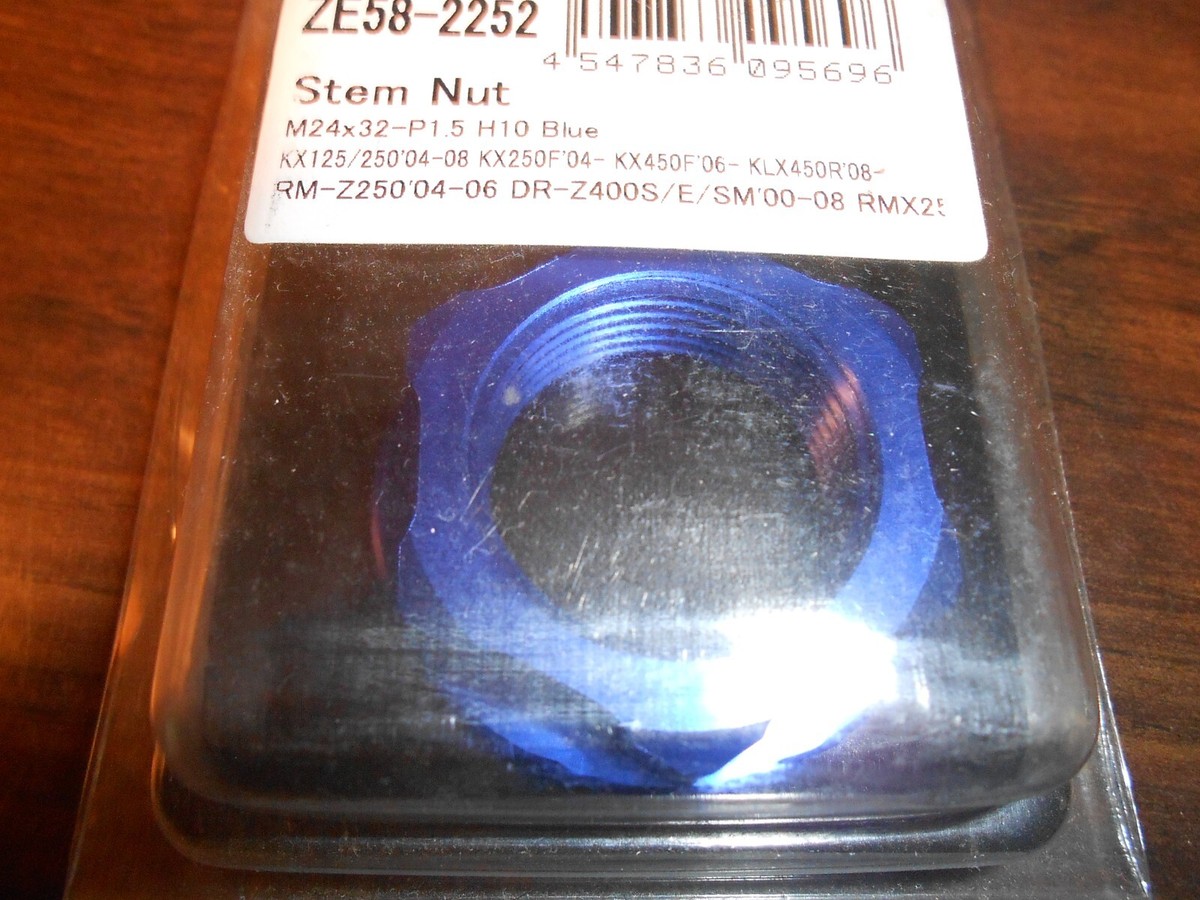 ZE58-2252
4 547836 095696
Stem Nut
M24x32-P1.5 H10 Blue
KX125/250'04-08 KX250F'04- KX450F'06- KLX450R'08-
RM-Z250'04-06 DR-Z400S/E/SM'00-08